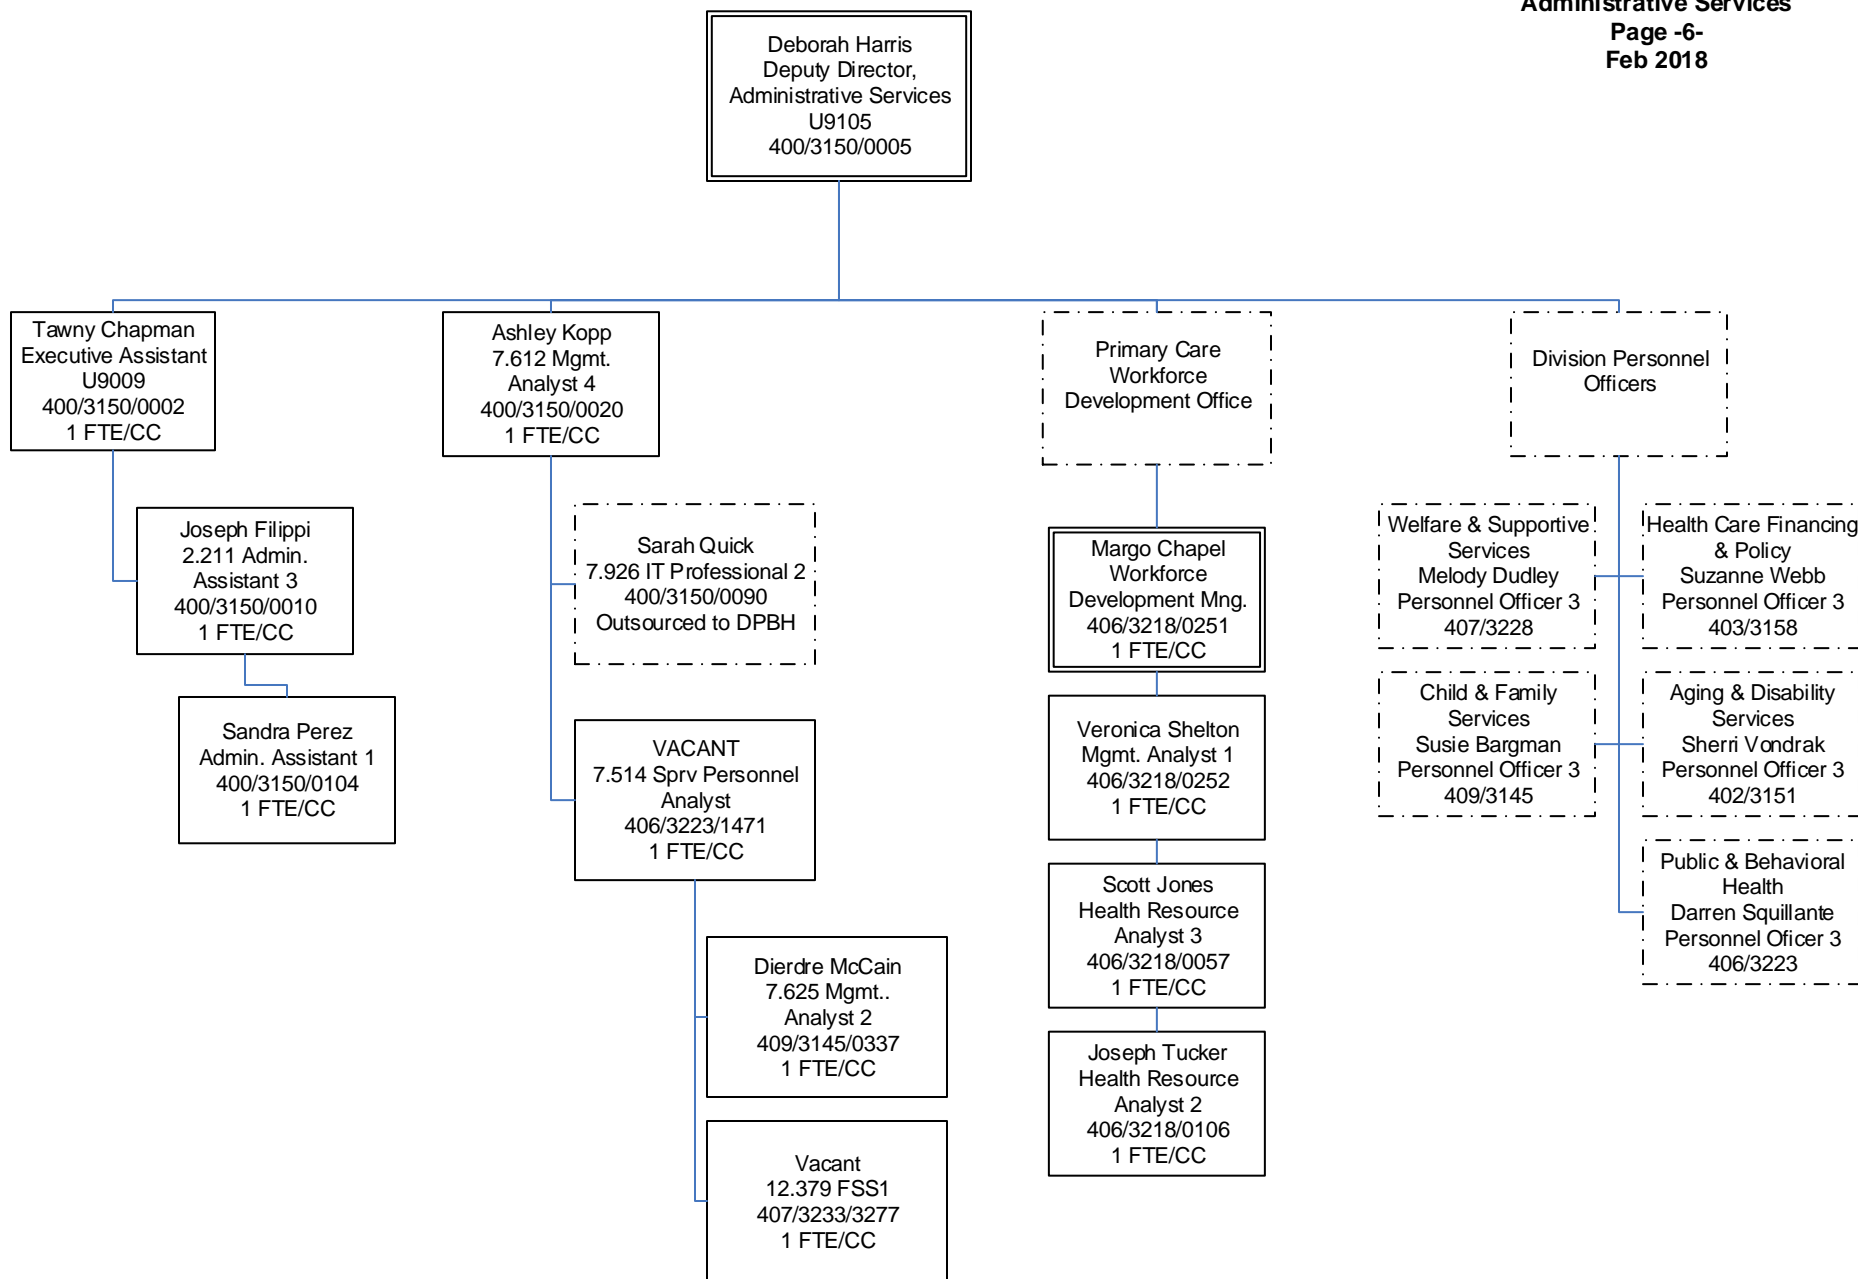 Administrative Services
Page -6-
Feb 2018
Deborah Harris
Deputy Director,
Administrative Services
U9105
400/3150/0005
Tawny Chapman
Executive Assistant
U9009
400/3150/0002
1 FTE/CC
Joseph Filippi
2.211 Admin.
Assistant 3
400/3150/0010
1 FTE/CC
Sandra Perez
Admin. Assistant 1
400/3150/0104
1 FTE/CC
Ashley Kopp
7.612 Mgmt.
Analyst 4
400/3150/0020
1 FTE/CC
Sarah Quick
7.926 IT Professional 2
400/3150/0090
Outsourced to DPBH
VACANT
7.514 Sprv Personnel
Analyst
406/3223/1471
1 FTE/CC
Dierdre McCain
7.625 Mgmt..
Analyst 2
409/3145/0337
1 FTE/CC
Vacant
12.379 FSS1
407/3233/3277
1 FTE/CC
Primary Care
Workforce
Development Office
Margo Chapel
Workforce
Development Mng.
406/3218/0251
1 FTE/CC
Veronica Shelton
Mgmt. Analyst 1
406/3218/0252
1 FTE/CC
Scott Jones
Health Resource
Analyst 3
406/3218/0057
1 FTE/CC
Joseph Tucker
Health Resource
Analyst 2
406/3218/0106
1 FTE/CC
Division Personnel
Officers
Welfare & Supportive
Services
Melody Dudley
Personnel Officer 3
407/3228
Health Care Financing
& Policy
Suzanne Webb
Personnel Officer 3
403/3158
Child & Family
Services
Susie Bargman
Personnel Officer 3
409/3145
Aging & Disability
Services
Sherri Vondrak
Personnel Officer 3
402/3151
Public & Behavioral
Health
Darren Squillante
Personnel Oficer 3
406/3223